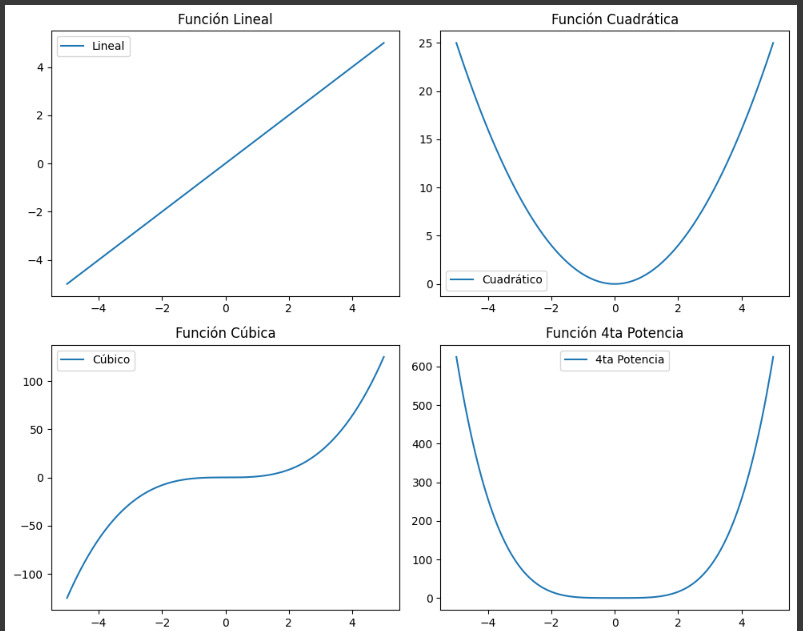 Función Lineal
Lineal
4
2
0
−2
−4
−4 −2 0 2 4
Función Cuadrática
25
20
15
10
5
0
Cuadrático
−4 −2 0 2 4
Función Cúbica
Cúbico
100
50
0
−50
−100
−4 −2 0 2 4
Función 4ta Potencia
4ta Potencia
600
500
400
300
200
100
0
−4 −2 0 2 4